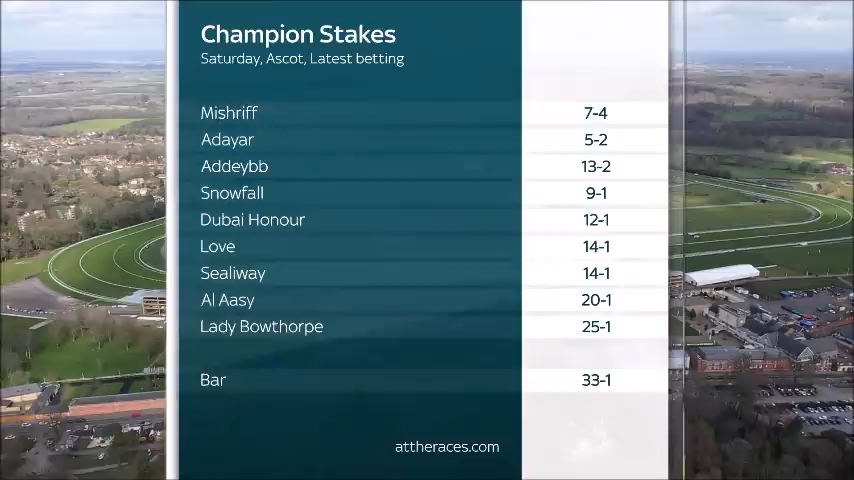 Champion Stakes
Saturday, Ascot, Latest betting
Mishriff 7-4
Adayar 5-2
Addeybb 13-2
Snowfall 9-1
Dubai Honour 12-1
Love 14-1
Sealiway 14-1
Al Aasy 20-1
Lady Bowthorpe 25-1
Bar 33-1
attheraces.com